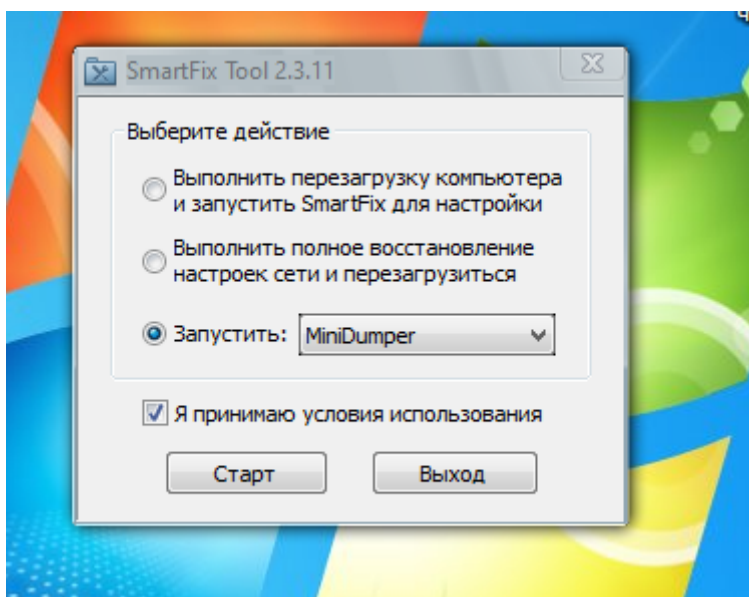 SmartFix Tool 2.3.11
Выберите действие
Выполнить перезагрузку компьютера
и запустить SmartFix для настройки
Выполнить полное восстановление
настроек сети и перезагрузиться
Запустить: MiniDumper
Я принимаю условия использования
Старт Выход